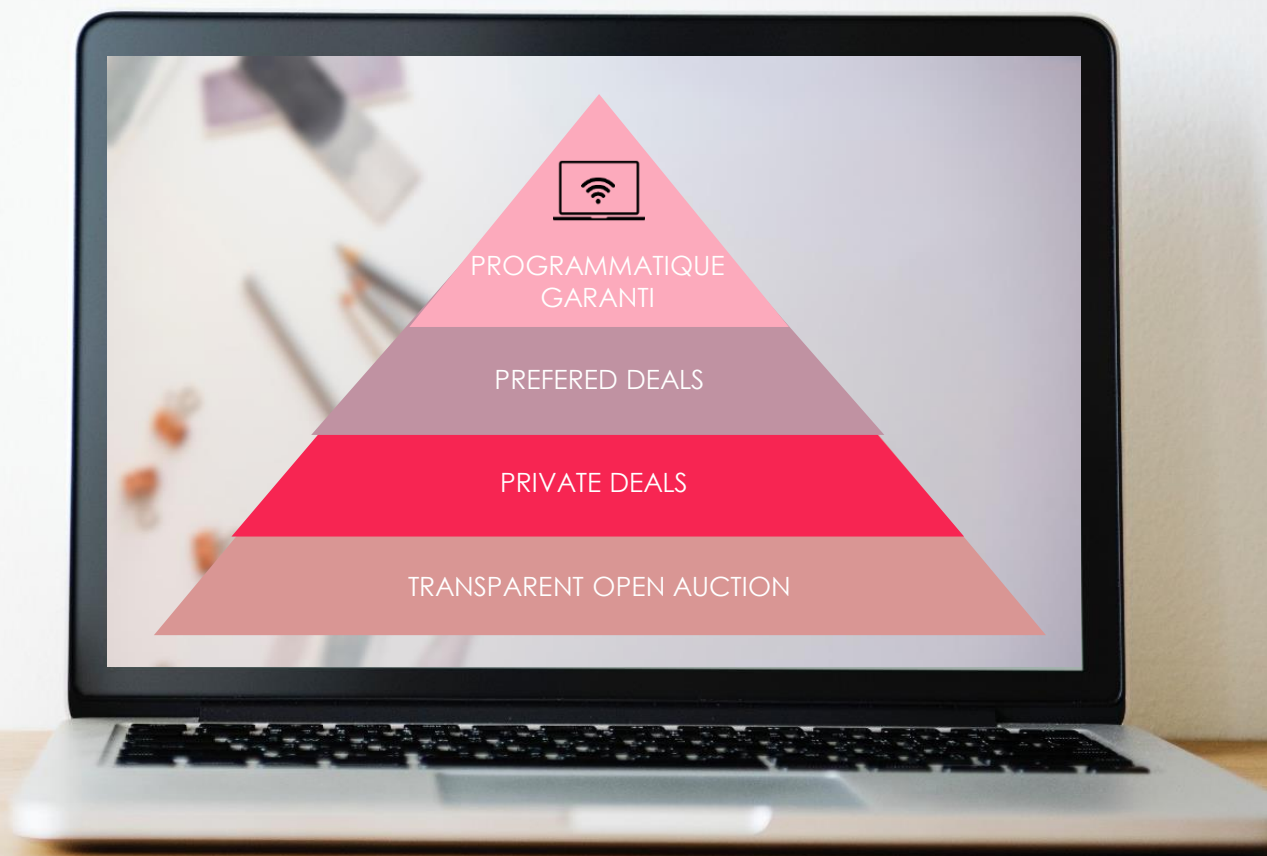 PROGRAMMATIQUE
GARANTI
PREFERED DEALS
PRIVATE DEALS
TRANSPARENT OPEN AUCTION